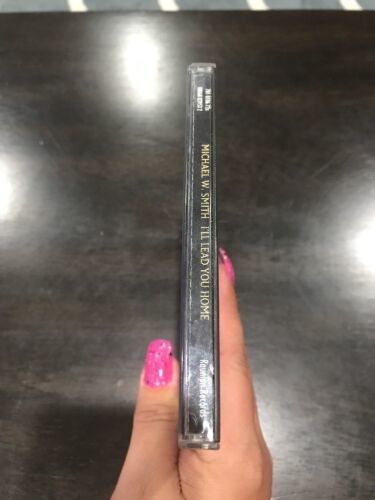 MICHAEL W. SMITH I'LL LEAD YOU HOME
Reunion Records